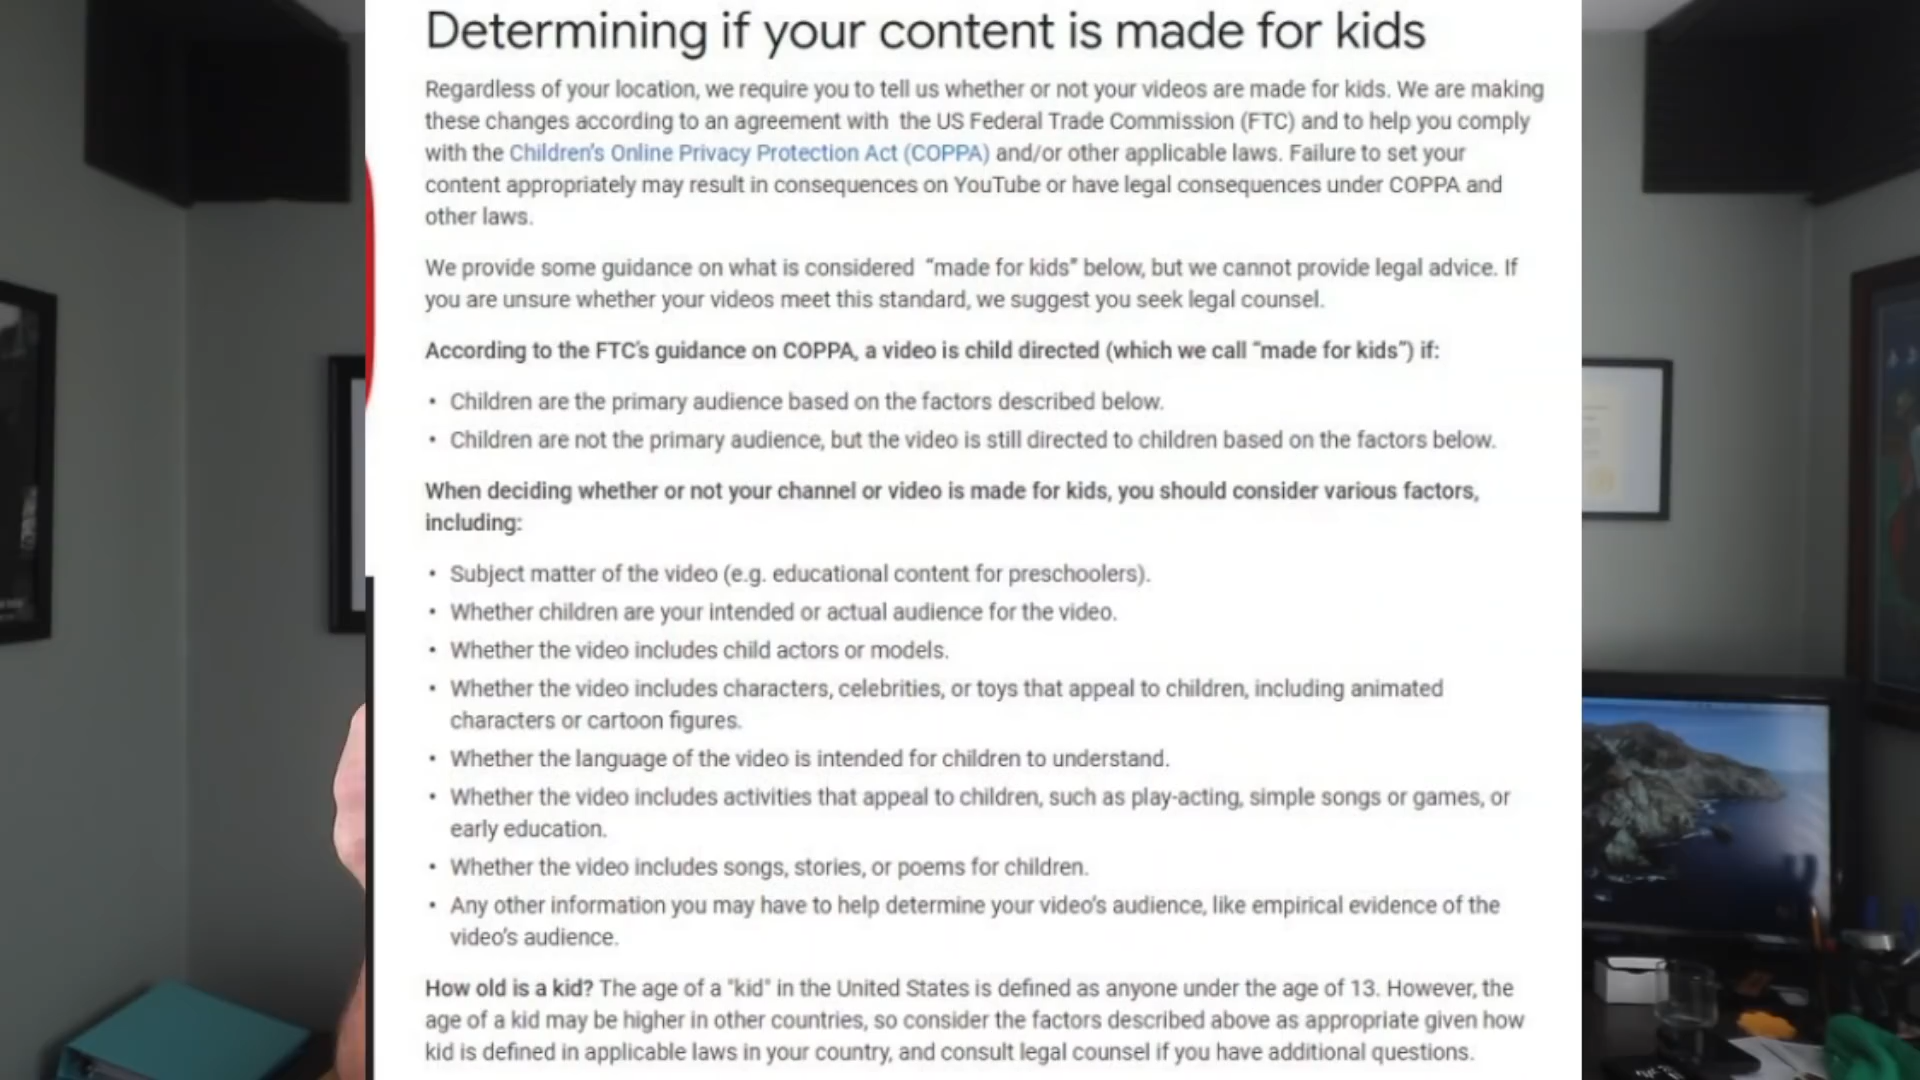 Determining if your content is made for kids
Regardless of your location, we require you to tell us whether or not your videos are made for kids. We are making
these changes according to an agreement with the US Federal Trade Commission (FTC) and to help you comply
with the Children's Online Privacy Protection Act (COPPA) and/or other applicable laws. Failure to set your
content appropriately may result in consequences on YouTube or have legal consequences under COPPA and
other laws.
We provide some guidance on what is considered "made for kids" below, but we cannot provide legal advice. If
you are unsure whether your videos meet this standard, we suggest you seek legal counsel.
According to the FTC's guidance on COPPA, a video is child directed (which we call "made for kids") if:
• Children are the primary audience based on the factors described below.
• Children are not the primary audience, but the video is still directed to children based on the factors below.
When deciding whether or not your channel or video is made for kids, you should consider various factors,
including:
• Subject matter of the video (e.g. educational content for preschoolers).
• Whether children are your intended or actual audience for the video.
• Whether the video includes child actors or models.
• Whether the video includes characters, celebrities, or toys that appeal to children, including animated
characters or cartoon figures.
• Whether the language of the video is intended for children to understand.
• Whether the video includes activities that appeal to children, such as play-acting, simple songs or games, or
early education.
• Whether the video includes songs, stories, or poems for children.
• Any other information you may have to help determine your video's audience, like empirical evidence of the
video's audience.
How old is a kid? The age of a "kid" in the United States is defined as anyone under the age of 13. However, the
age of a kid may be higher in other countries, so consider the factors described above as appropriate given how
kid is defined in applicable laws in your country, and consult legal counsel if you have additional questions.